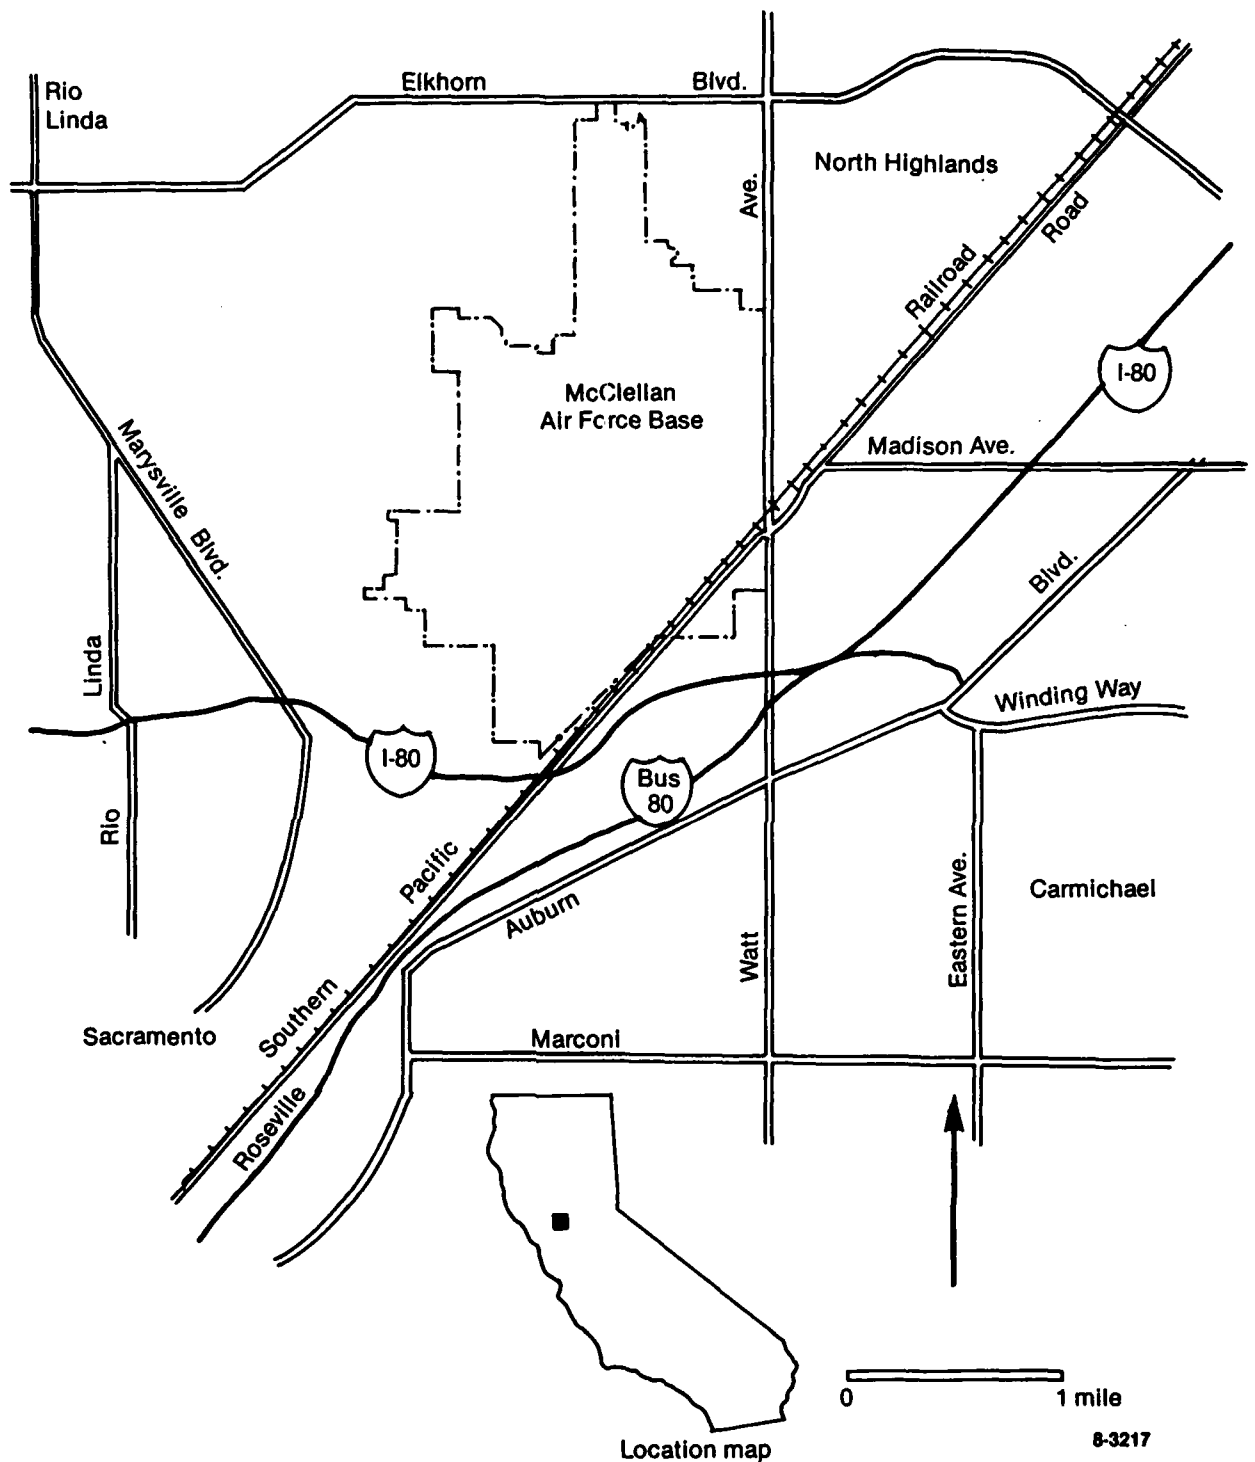 Elkhorn Blvd.
Rio
Linda
North Highlands
Ave.
Railroad
Road
I-80
McClellan
Air Force Base
Madison Ave.
Marysville Blvd.
Blvd.
Linda
Winding Way
I-80
Bus
80
Rio
Pacific
Auburn
Eastern Ave.
Carmichael
Watt
Southern
Sacramento
Marconi
Roseville
0
1 mile
8-3217
Location map